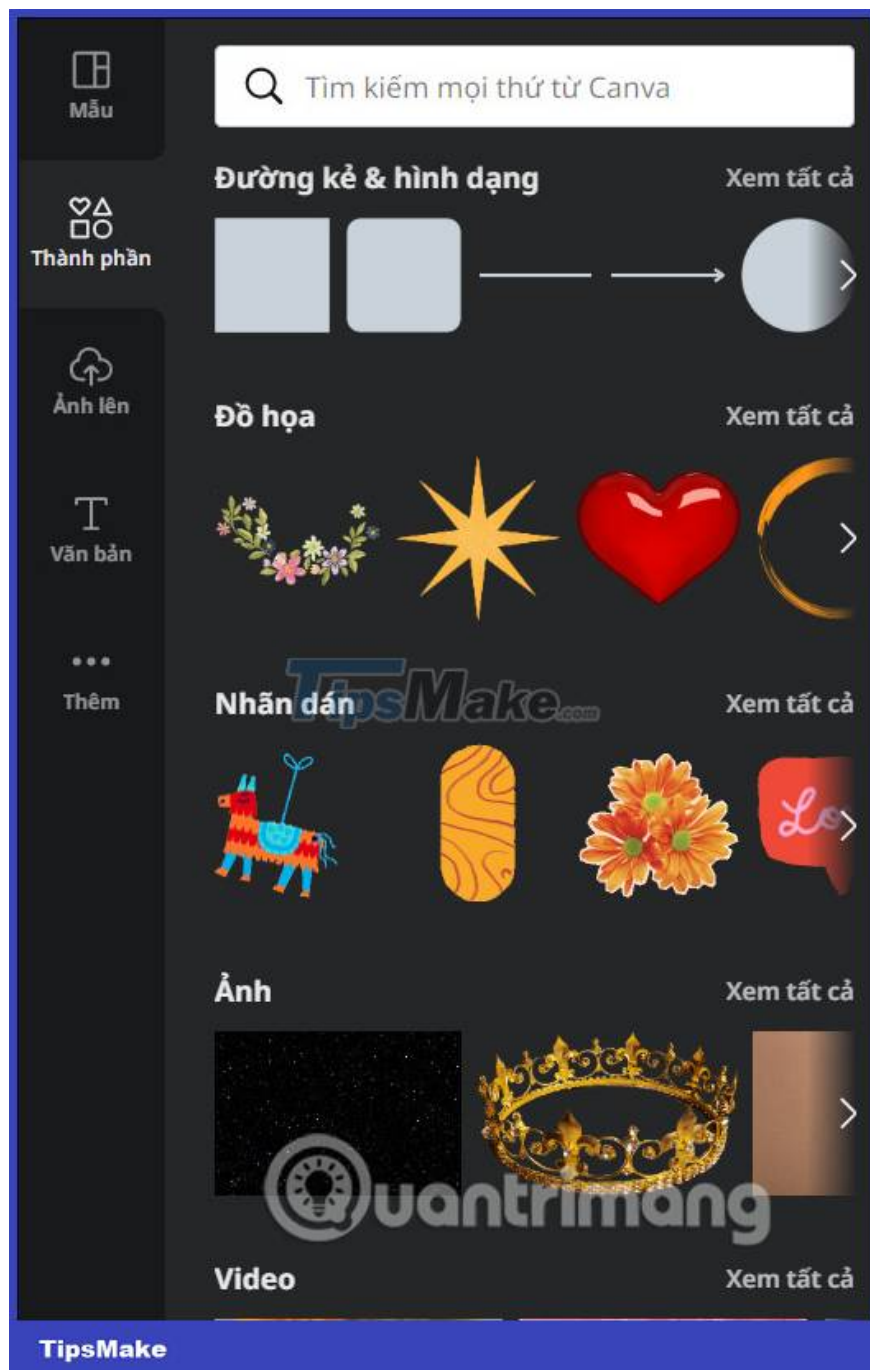 Mẫu
Thành phần
Ảnh lên
Văn bản
Thêm
Tìm kiếm mọi thứ từ Canva
Đường kẻ & hình dạng Xem tất cả
Đồ họa Xem tất cả
Nhãn dán Xem tất cả
TipsMake.com
Lo
Ảnh Xem tất cả
Quantrimang
Video Xem tất cả
TipsMake